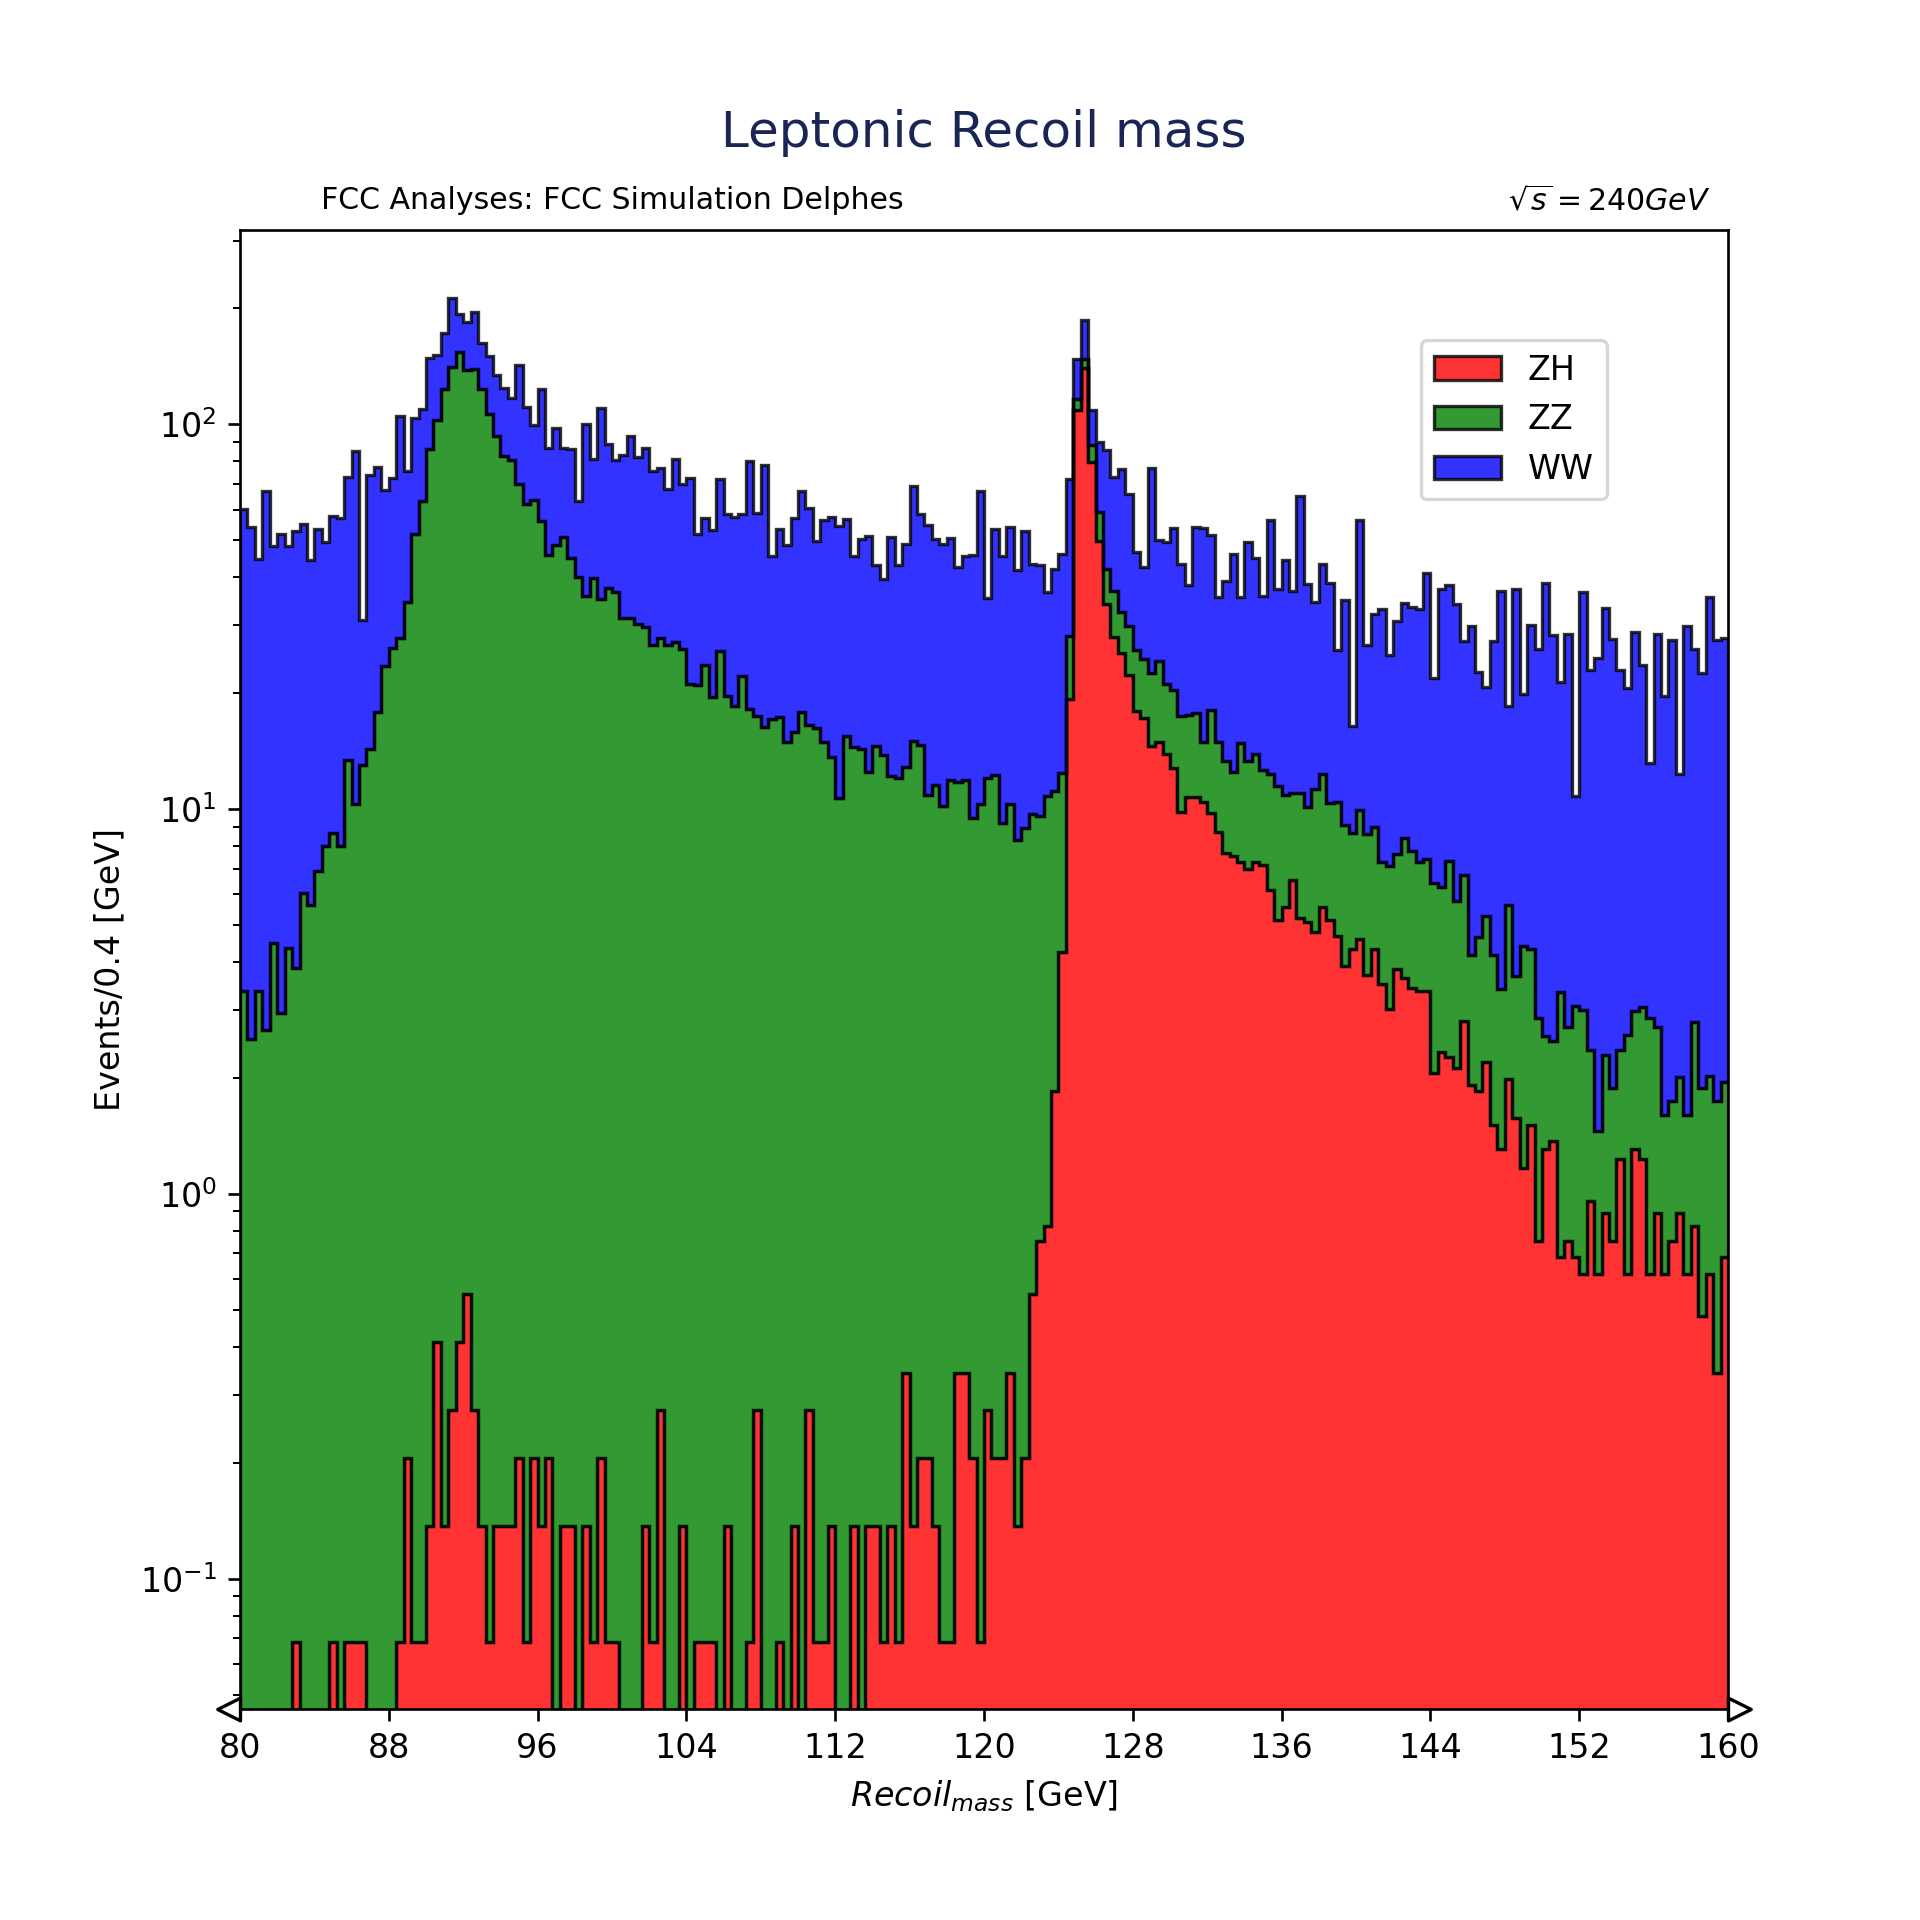 Leptonic Recoil mass
FCC Analyses: FCC Simulation Delphes
√s = 240GeV
ZH
ZZ
WW
10²
10¹
10⁰
10⁻¹
Events/0.4 [GeV]
80 88 96 104 112 120 128 136 144 152 160
Recoil_mass [GeV]